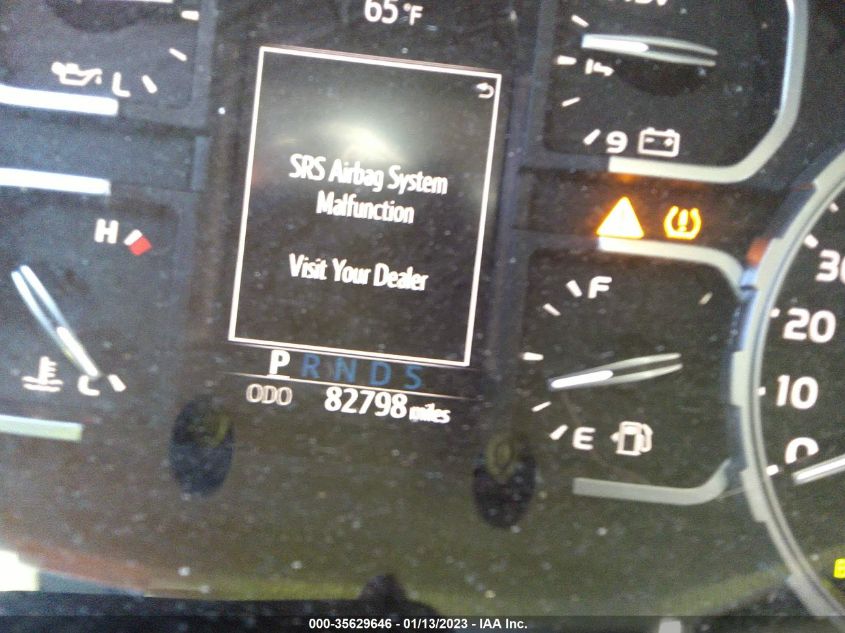 65°F
L
14
9
SRS Airbag System
Malfunction
Visit Your Dealer
H
F
30
20
P R N D S
10
C
ODO 82798 miles
E
0
000-35629646 - 01/13/2023 - IAA Inc.